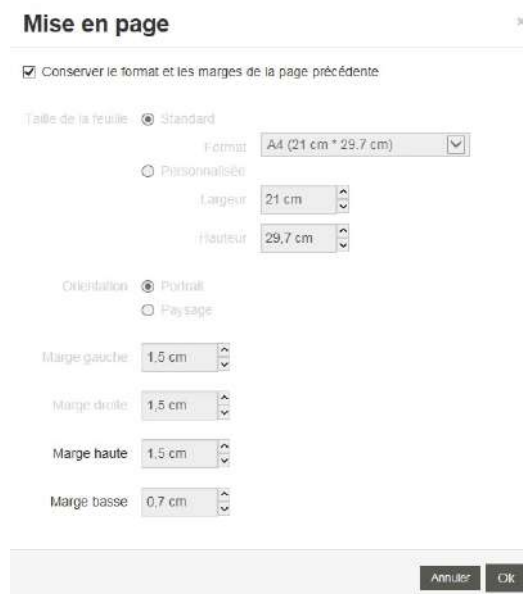 Mise en page
Conserver le format et les marges de la page précédente
Taille de la feuille Standard
Format A4 (21 cm * 29.7 cm)
Personnalisée
Largeur 21 cm
Hauteur 29,7 cm
Orientation Portrait
Paysage
Marge gauche 1,5 cm
Marge droite 1,5 cm
Marge haute 1,5 cm
Marge basse 0,7 cm
Annuler Ok